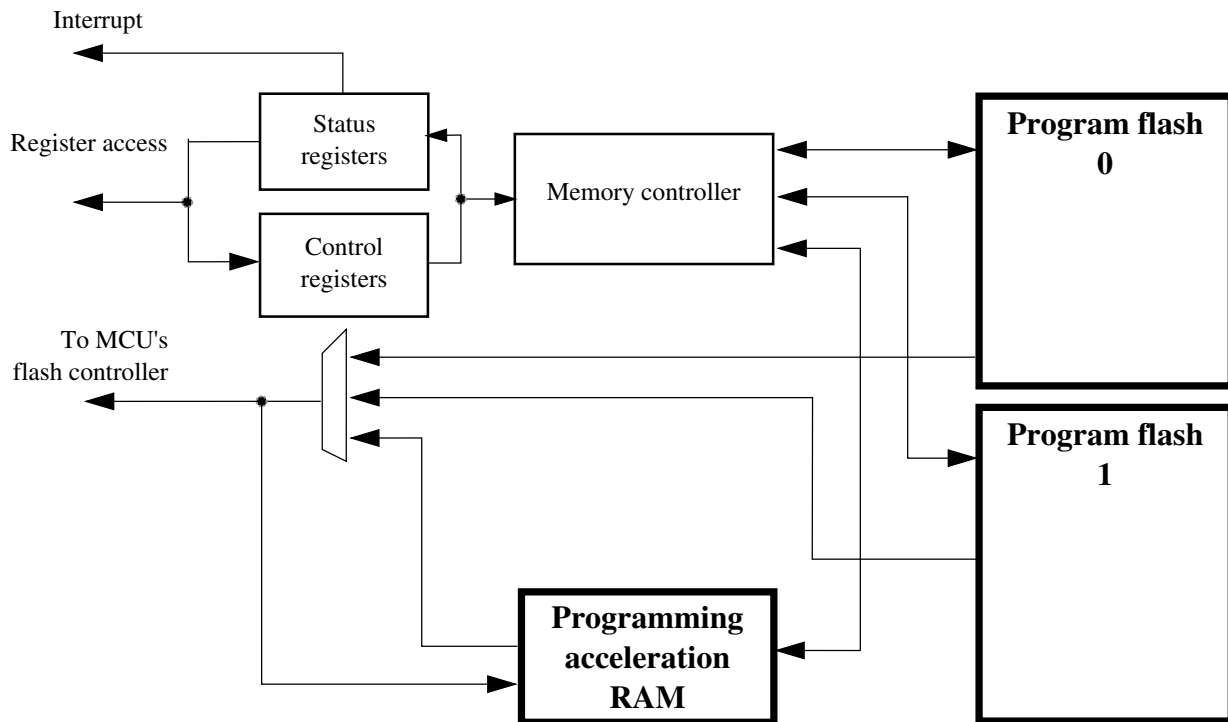 Interrupt
Register access
Status
registers
Control
registers
Memory controller
Program flash
0
To MCU's
flash controller
Program flash
1
Programming
acceleration
RAM